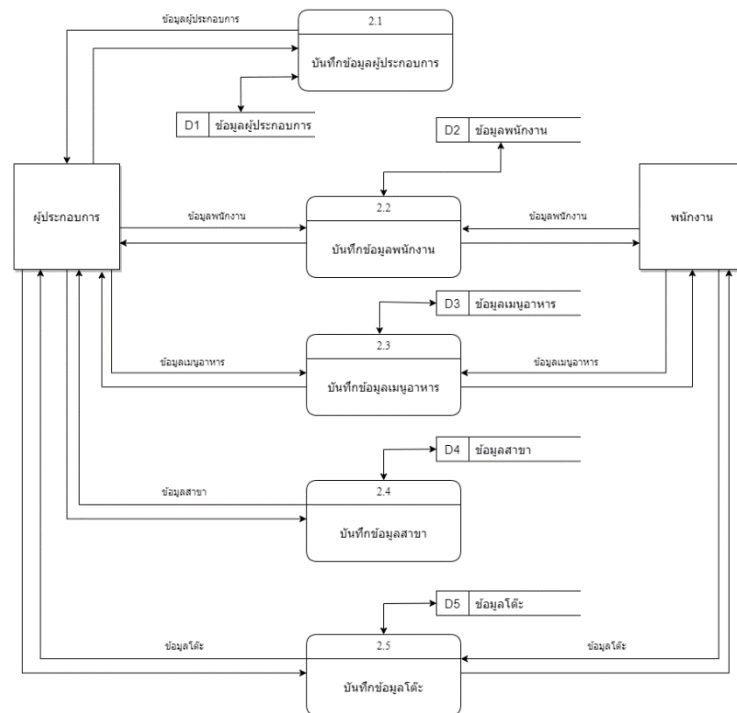 ข้อมูลผู้ประกอบการ
2.1
บันทึกข้อมูลผู้ประกอบการ
D1 ข้อมูลผู้ประกอบการ
D2 ข้อมูลพนักงาน
ผู้ประกอบการ
ข้อมูลพนักงาน
2.2
บันทึกข้อมูลพนักงาน
ข้อมูลพนักงาน
พนักงาน
D3 ข้อมูลเมนูอาหาร
ข้อมูลเมนูอาหาร
2.3
บันทึกข้อมูลเมนูอาหาร
ข้อมูลเมนูอาหาร
D4 ข้อมูลสาขา
ข้อมูลสาขา
2.4
บันทึกข้อมูลสาขา
D5 ข้อมูลโต๊ะ
ข้อมูลโต๊ะ
2.5
บันทึกข้อมูลโต๊ะ
ข้อมูลโต๊ะ